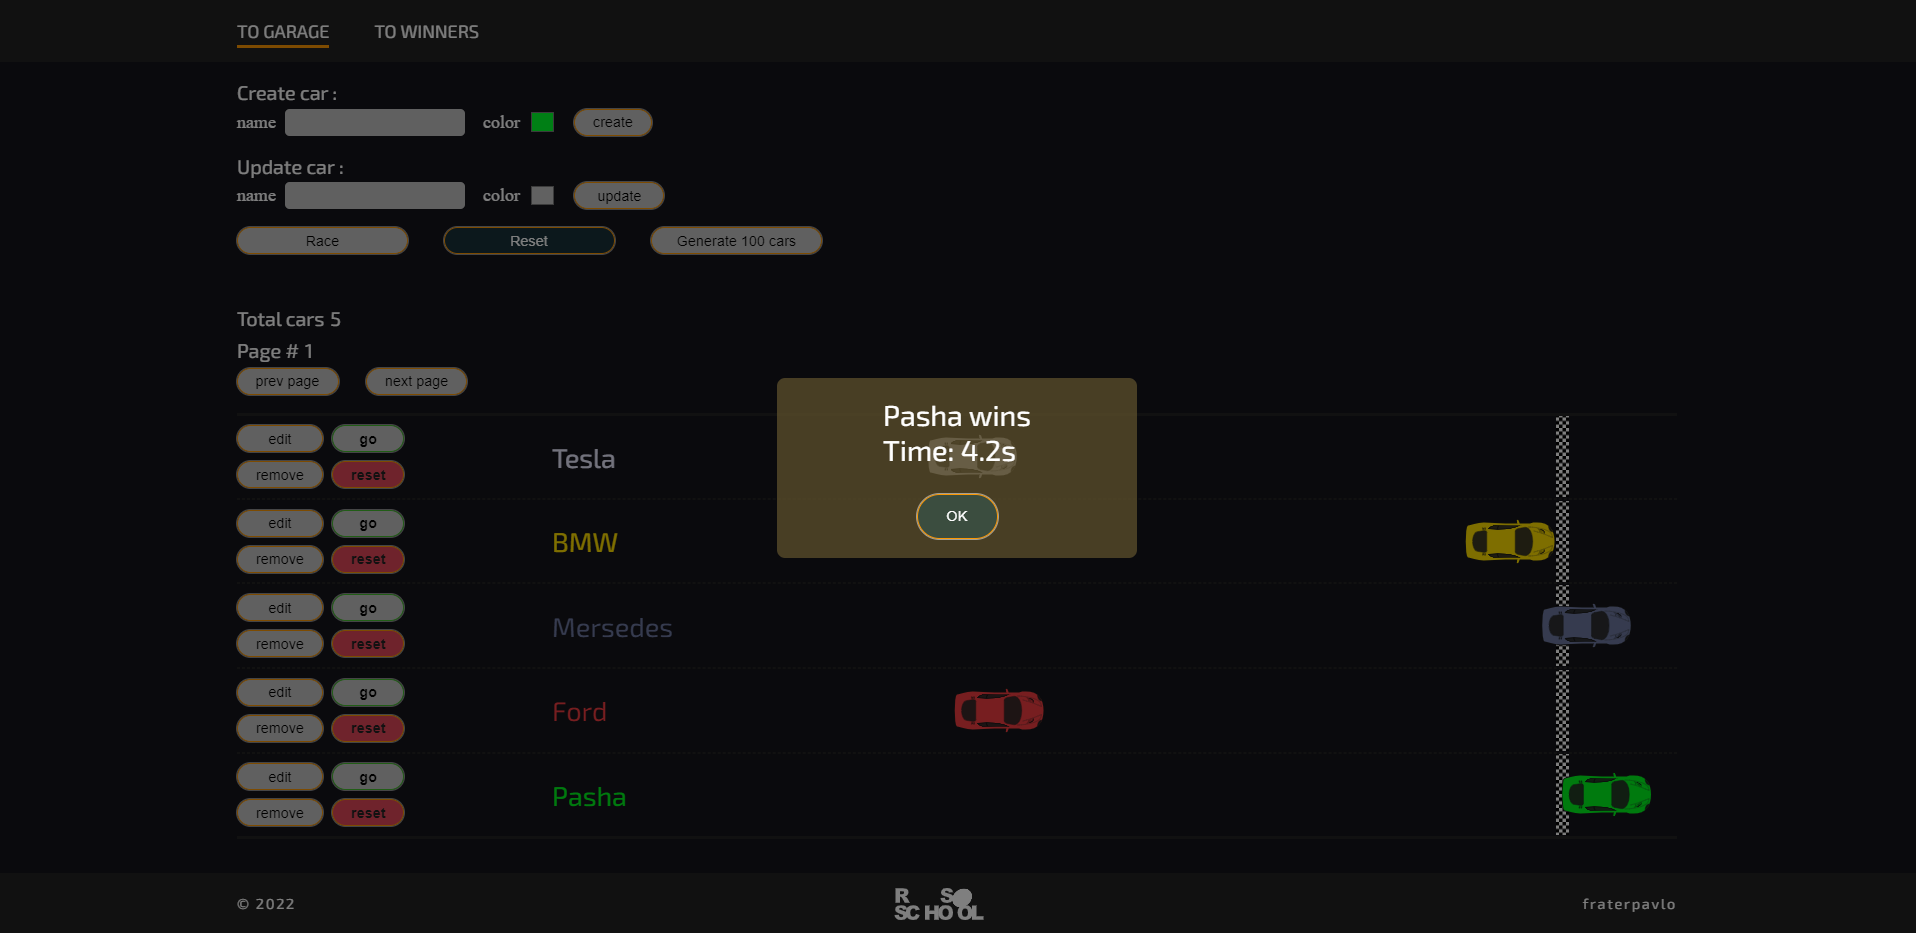 TO GARAGE TO WINNERS
Create car :
name color create
Update car :
name color update
Race Reset Generate 100 cars
Total cars 5
Page # 1
prev page next page
Pasha wins
Time: 4.2s
OK
edit go
remove reset
Tesla
edit go
remove reset
BMW
edit go
remove reset
Mersedes
edit go
remove reset
Ford
edit go
remove reset
Pasha
© 2022
RS
SCHOOL
fraterpavlo